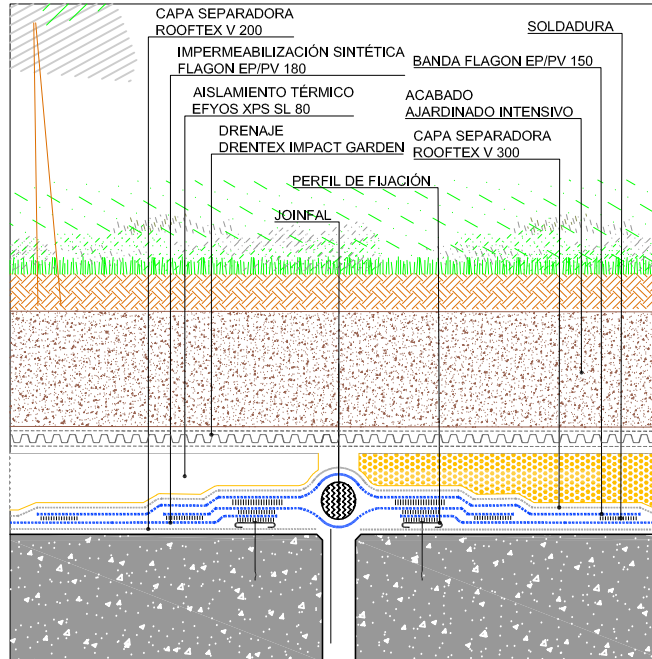 CAPA SEPARADORA
ROOFTEX V 200
SOLDADURA
IMPERMEABILIZACIÓN SINTÉTICA
FLAGON EP/PV 180
BANDA FLAGON EP/PV 150
AISLAMIENTO TÉRMICO
EFYOS XPS SL 80
ACABADO
AJARDINADO INTENSIVO
DRENAJE
DRENTEX IMPACT GARDEN
CAPA SEPARADORA
ROOFTEX V 300
PERFIL DE FIJACIÓN
JOINFAL